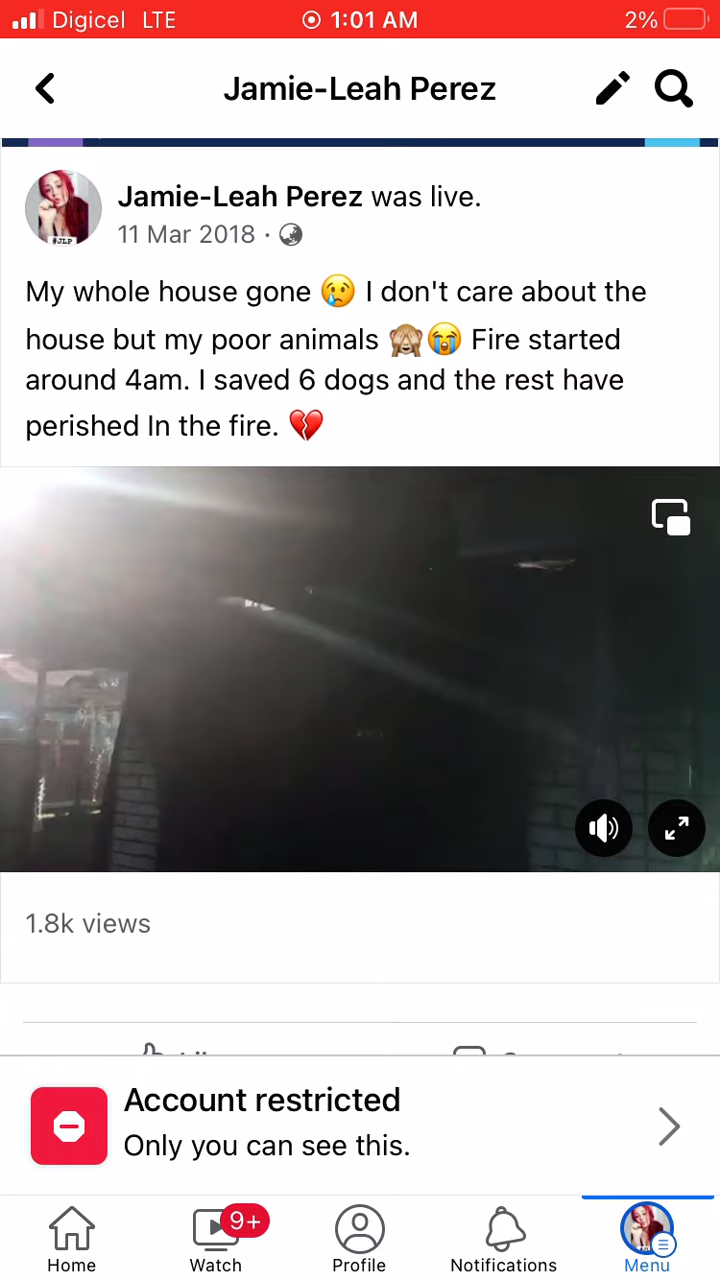 Digicel LTE 1:01 AM 2%
Jamie-Leah Perez
Jamie-Leah Perez was live.
11 Mar 2018 ·
#JLP
My whole house gone 😢 I don't care about the
house but my poor animals 🙈😭 Fire started
around 4am. I saved 6 dogs and the rest have
perished In the fire. 💔
1.8k views
Account restricted
Only you can see this.
9+
Home Watch Profile Notifications Menu